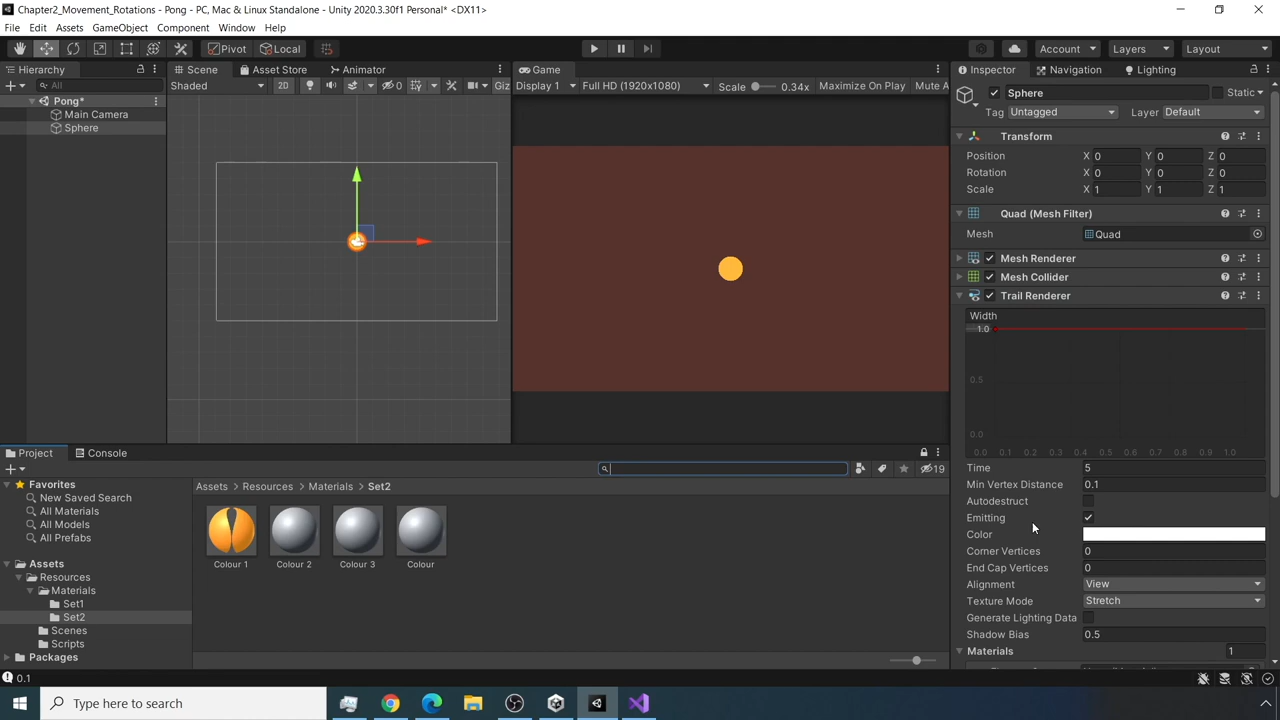 Chapter2_Movement_Rotations - Pong - PC, Mac & Linux Standalone - Unity 2020.3.30f1 Personal* <DX11>
File Edit Assets GameObject Component Window Help
Pivot Local Account Layers Layout
Hierarchy
All
Pong*
Main Camera
Sphere
Scene Asset Store Animator
Shaded 2D 0 Giz
Game
Display 1 Full HD (1920x1080) Scale 0.34x Maximize On Play Mute A
Inspector Navigation Lighting
Sphere Static
Tag Untagged Layer Default
Transform
Position X 0 Y 0 Z 0
Rotation X 0 Y 0 Z 0
Scale X 1 Y 1 Z 1
Quad (Mesh Filter)
Mesh Quad
Mesh Renderer
Mesh Collider
Trail Renderer
Width
1.0
0.5
0.0
0.0 0.1 0.2 0.3 0.4 0.5 0.6 0.7 0.8 0.9 1.0
Time 5
Min Vertex Distance 0.1
Autodestruct
Emitting
Color
Corner Vertices 0
End Cap Vertices 0
Alignment View
Texture Mode Stretch
Generate Lighting Data
Shadow Bias 0.5
Materials 1
Project Console
19
Favorites
New Saved Search
All Materials
All Models
All Prefabs
Assets
Resources
Materials
Set1
Set2
Scenes
Scripts
Packages
Assets > Resources > Materials > Set2
Colour 1 Colour 2 Colour 3 Colour
0.1
Type here to search